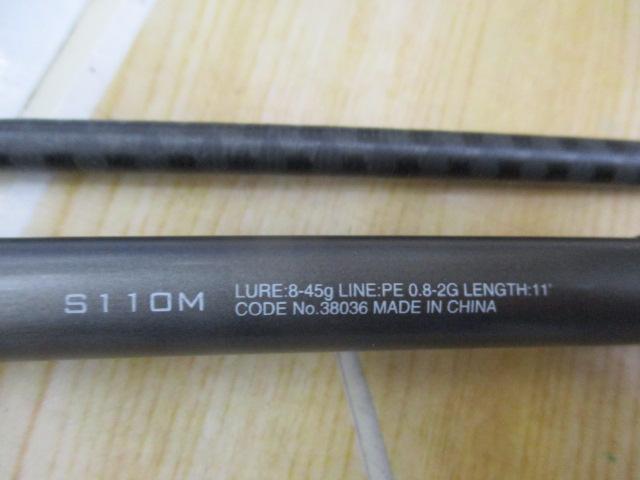 S110M
LURE:8-45g LINE:PE 0.8-2G LENGTH:11'
CODE No.38036 MADE IN CHINA